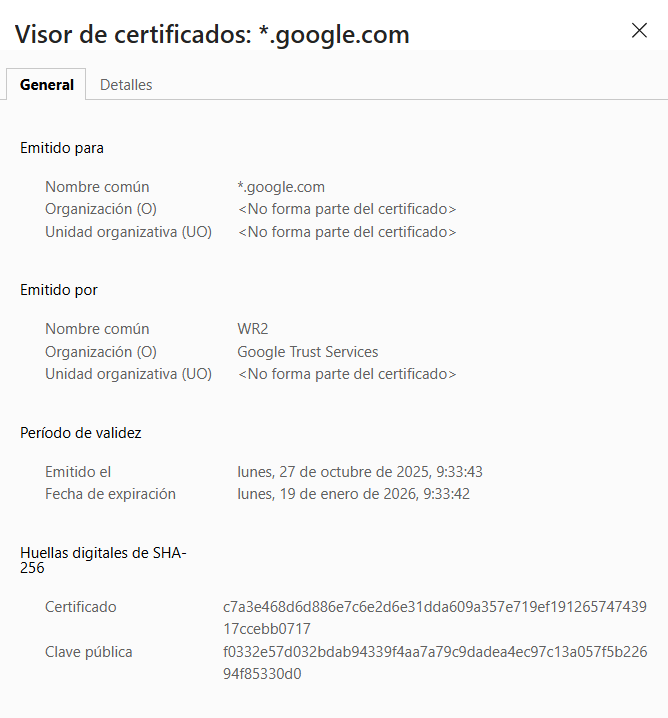 Visor de certificados: *.google.com
General Detalles
Emitido para
Nombre común *.google.com
Organización (O) <No forma parte del certificado>
Unidad organizativa (UO) <No forma parte del certificado>
Emitido por
Nombre común WR2
Organización (O) Google Trust Services
Unidad organizativa (UO) <No forma parte del certificado>
Período de validez
Emitido el lunes, 27 de octubre de 2025, 9:33:43
Fecha de expiración lunes, 19 de enero de 2026, 9:33:42
Huellas digitales de SHA-
256
Certificado c7a3e468d6d886e7c6e2d6e31dda609a357e719ef191265747439
17ccebb0717
Clave pública f0332e57d032bdab94339f4aa7a79c9dadea4ec97c13a057f5b226
94f85330d0